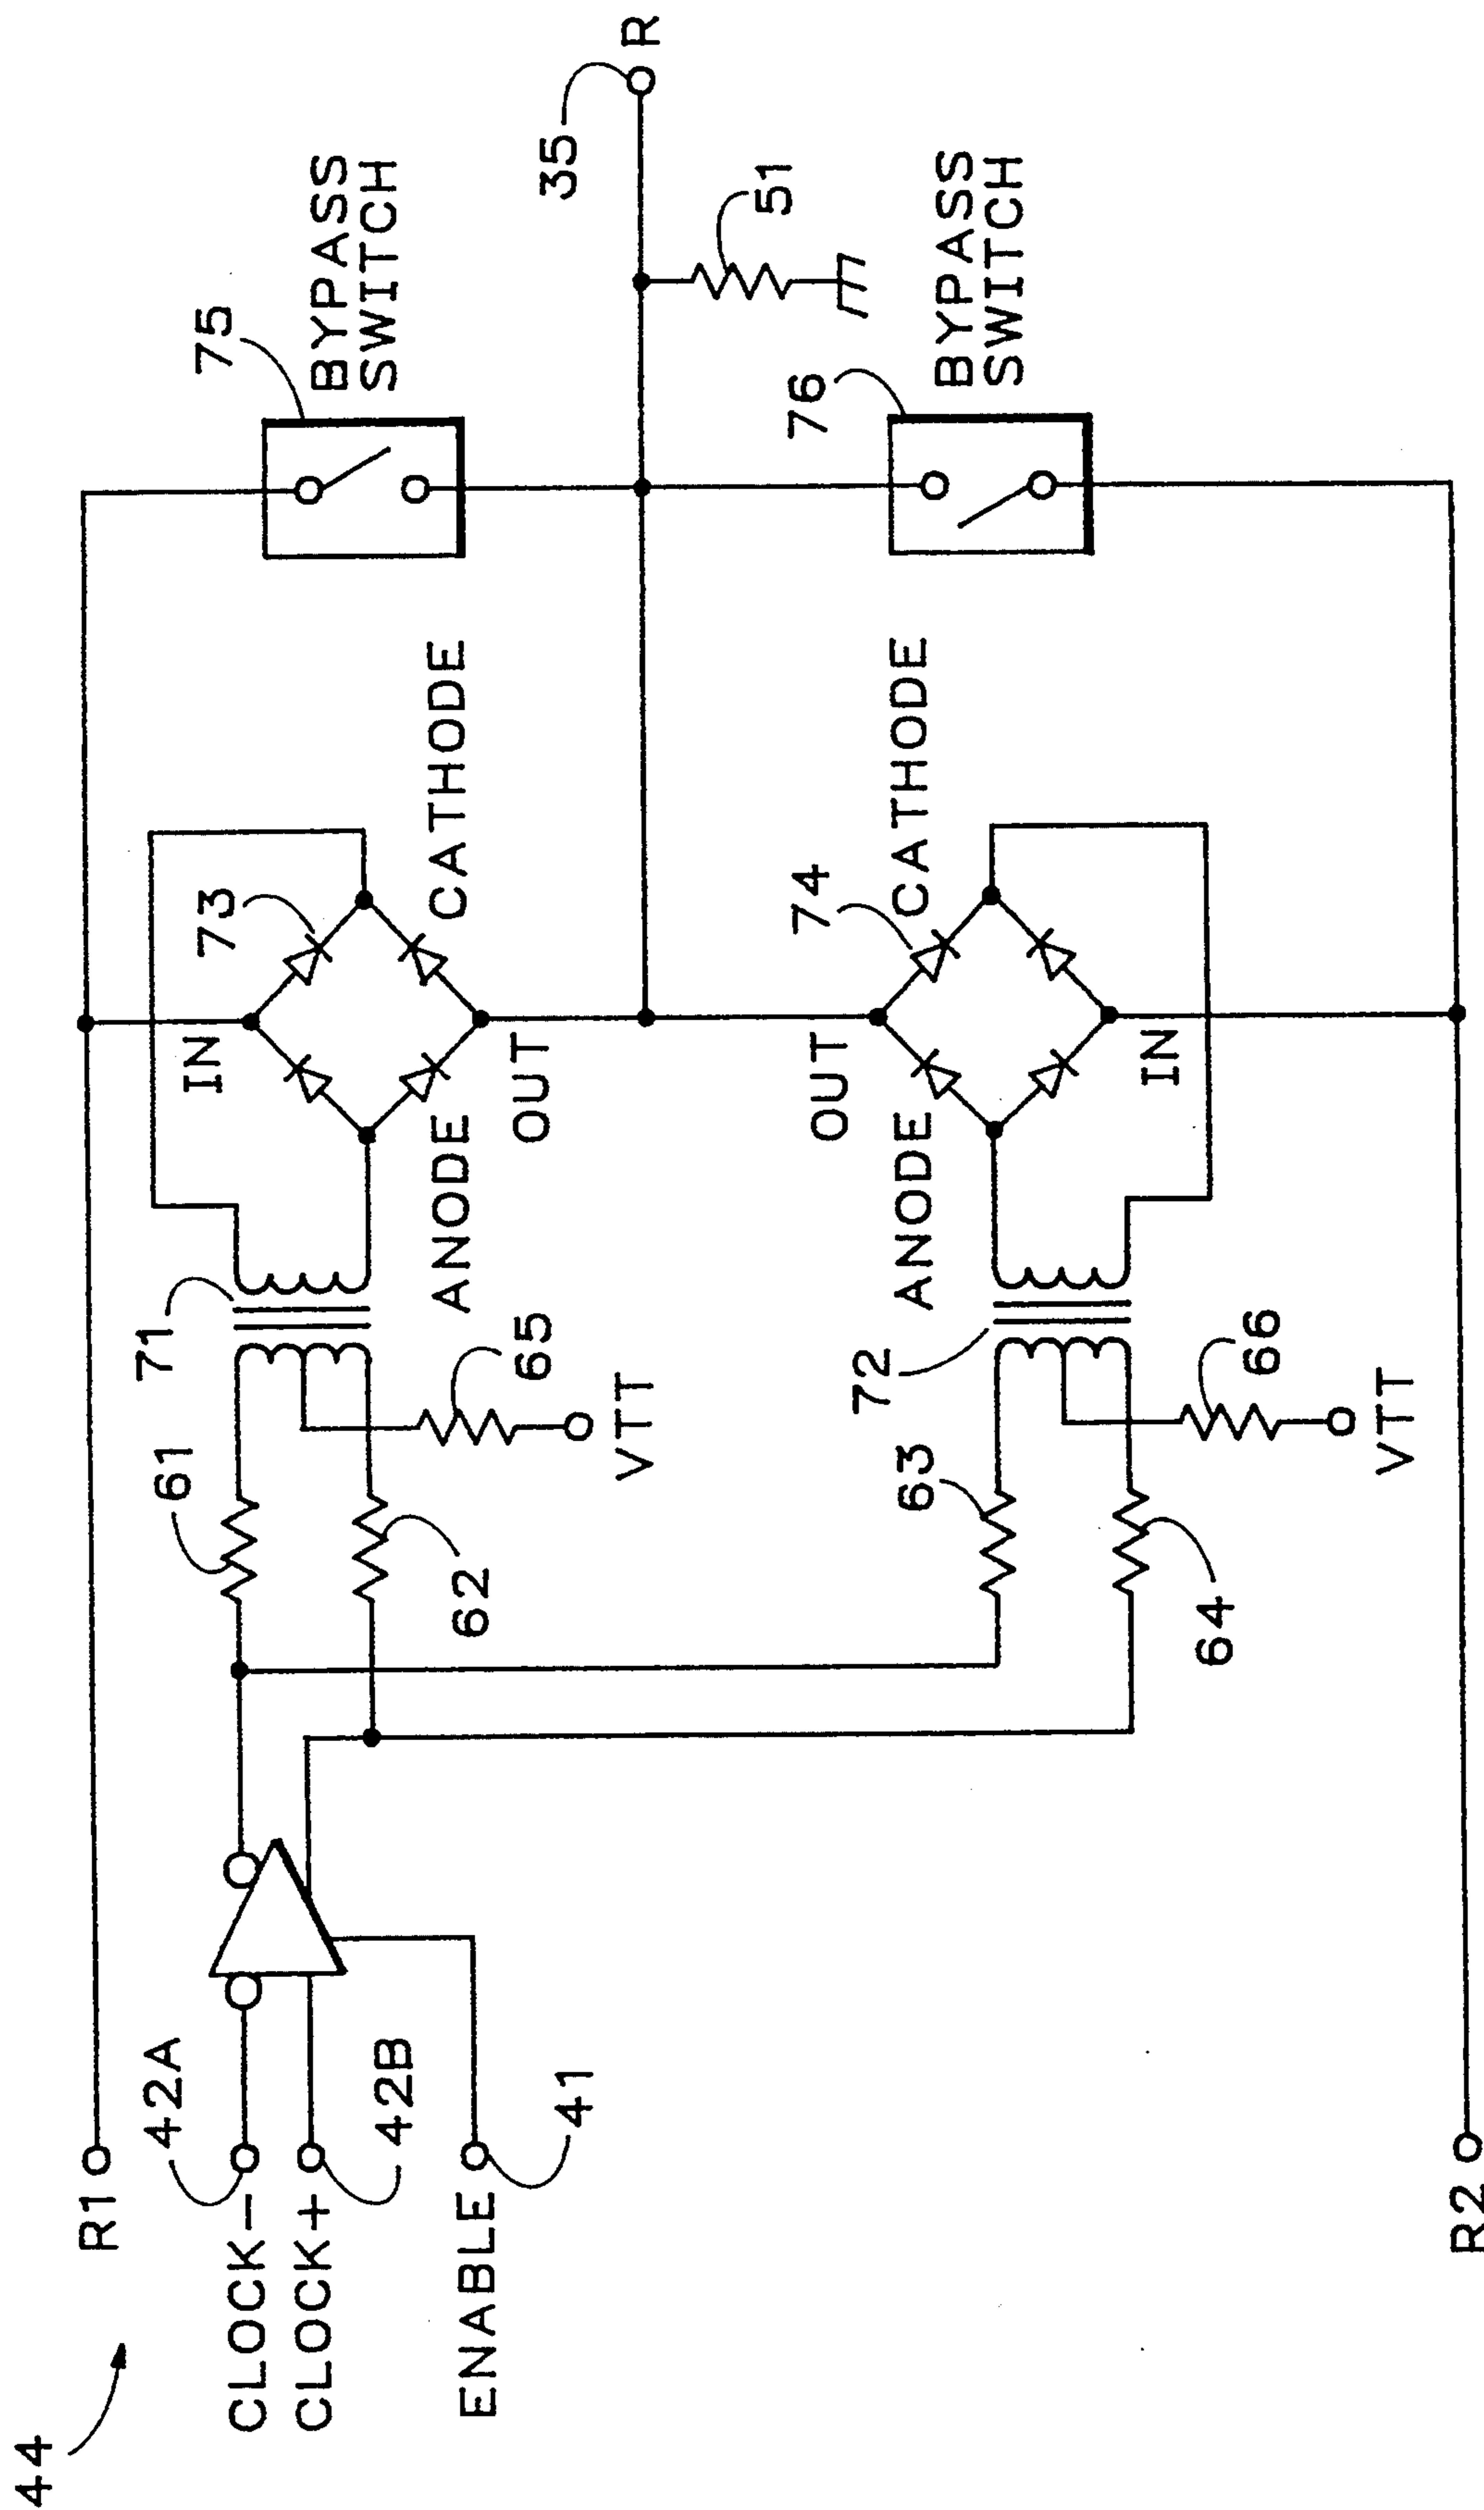 44
R1
CLOCK-
CLOCK+
ENABLE
42A
42B
41
61
62
63
64
65
VTT
66
VTT
71
72
ANODE
ANODE
IN
OUT
OUT
IN
73
74
CATHODE
CATHODE
75
BYPASS
SWITCH
76
BYPASS
SWITCH
51
35
R
R2